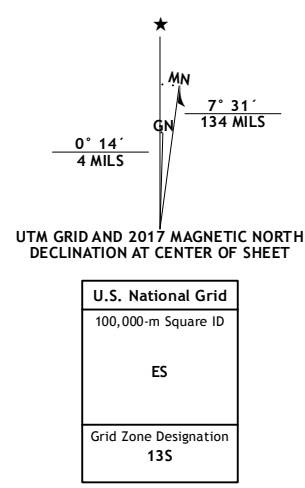 MN
7° 31´
134 MILS
GN
0° 14´
4 MILS
UTM GRID AND 2017 MAGNETIC NORTH
DECLINATION AT CENTER OF SHEET
U.S. National Grid
100,000-m Square ID
ES
Grid Zone Designation
13S